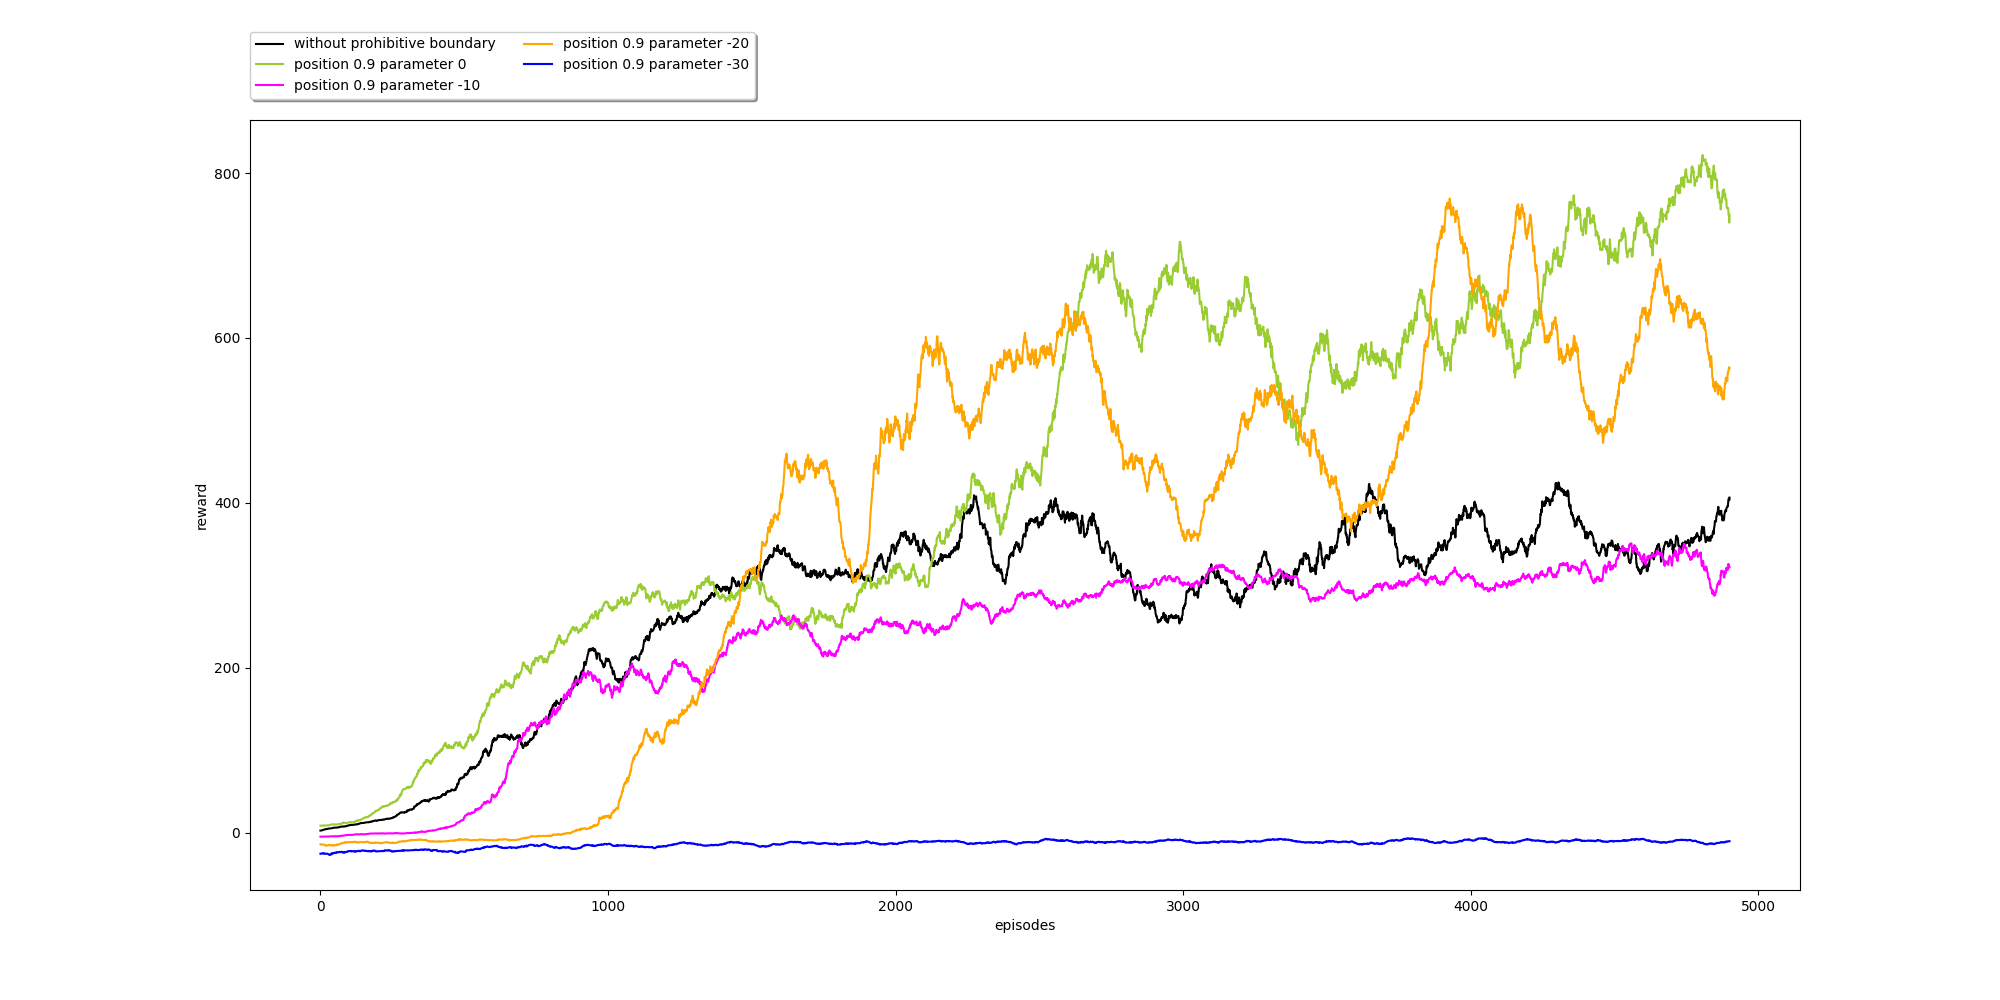 without prohibitive boundary
position 0.9 parameter 0
position 0.9 parameter -10
position 0.9 parameter -20
position 0.9 parameter -30
800
600
400
200
0
reward
0
1000
2000
3000
4000
5000
episodes